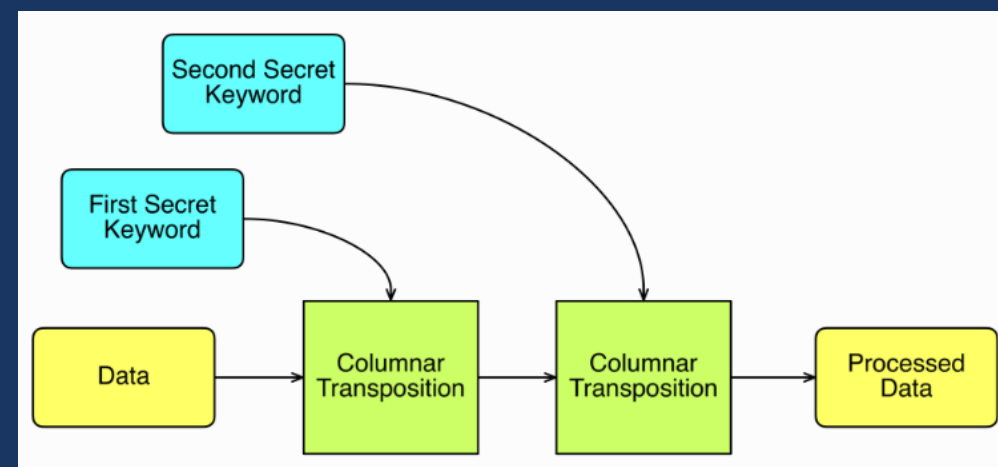 Second Secret
Keyword
First Secret
Keyword
Data
Columnar
Transposition
Columnar
Transposition
Processed
Data